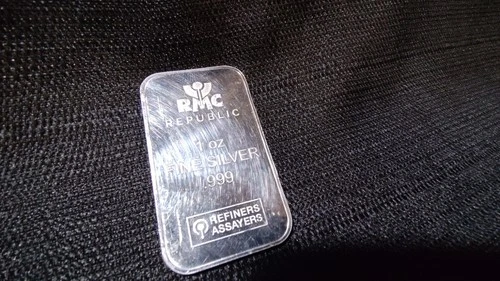 RMC
REPUBLIC
1 oz
FINE SILVER
.999
REFINERS
ASSAYERS